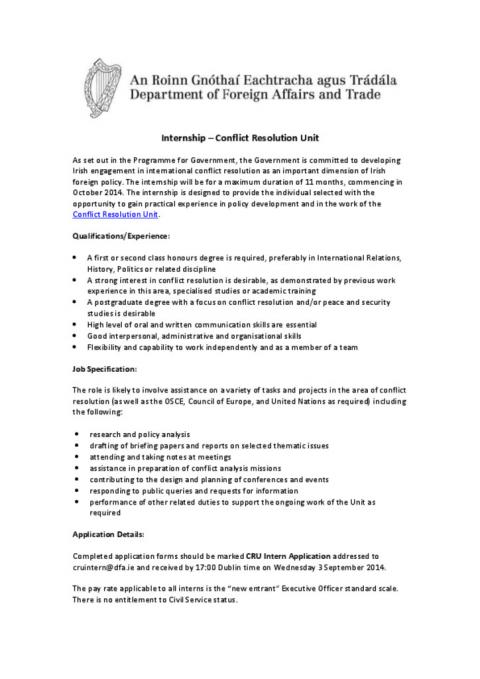 An Roinn Gnóthaí Eachtracha agus Trádála
Department of Foreign Affairs and Trade
Internship – Conflict Resolution Unit
As set out in the Programme for Government, the Government is committed to developing
Irish engagement in international conflict resolution as an important dimension of Irish
foreign policy. The internship will be for a maximum duration of 11 months, commencing in
October 2014. The internship is designed to provide the individual selected with the
opportunity to gain practical experience in policy development and in the work of the
Conflict Resolution Unit.
Qualifications/Experience:
• A first or second class honours degree is required, preferably in International Relations,
History, Politics or related discipline
• A strong interest in conflict resolution is desirable, as demonstrated by previous work
experience in this area, specialised studies or academic training
• A postgraduate degree with a focus on conflict resolution and/or peace and security
studies is desirable
• High level of oral and written communication skills are essential
• Good interpersonal, administrative and organisational skills
• Flexibility and capability to work independently and as a member of a team
Job Specification:
The role is likely to involve assistance on a variety of tasks and projects in the area of conflict
resolution (as well as the OSCE, Council of Europe, and United Nations as required) including
the following:
• research and policy analysis
• drafting of briefing papers and reports on selected thematic issues
• attending and taking notes at meetings
• assistance in preparation of conflict analysis missions
• contributing to the design and planning of conferences and events
• responding to public queries and requests for information
• performance of other related duties to support the ongoing work of the Unit as
required
Application Details:
Completed application forms should be marked CRU Intern Application addressed to
cruintern@dfa.ie and received by 17:00 Dublin time on Wednesday 3 September 2014.
The pay rate applicable to all interns is the “new entrant” Executive Officer standard scale.
There is no entitlement to Civil Service status.